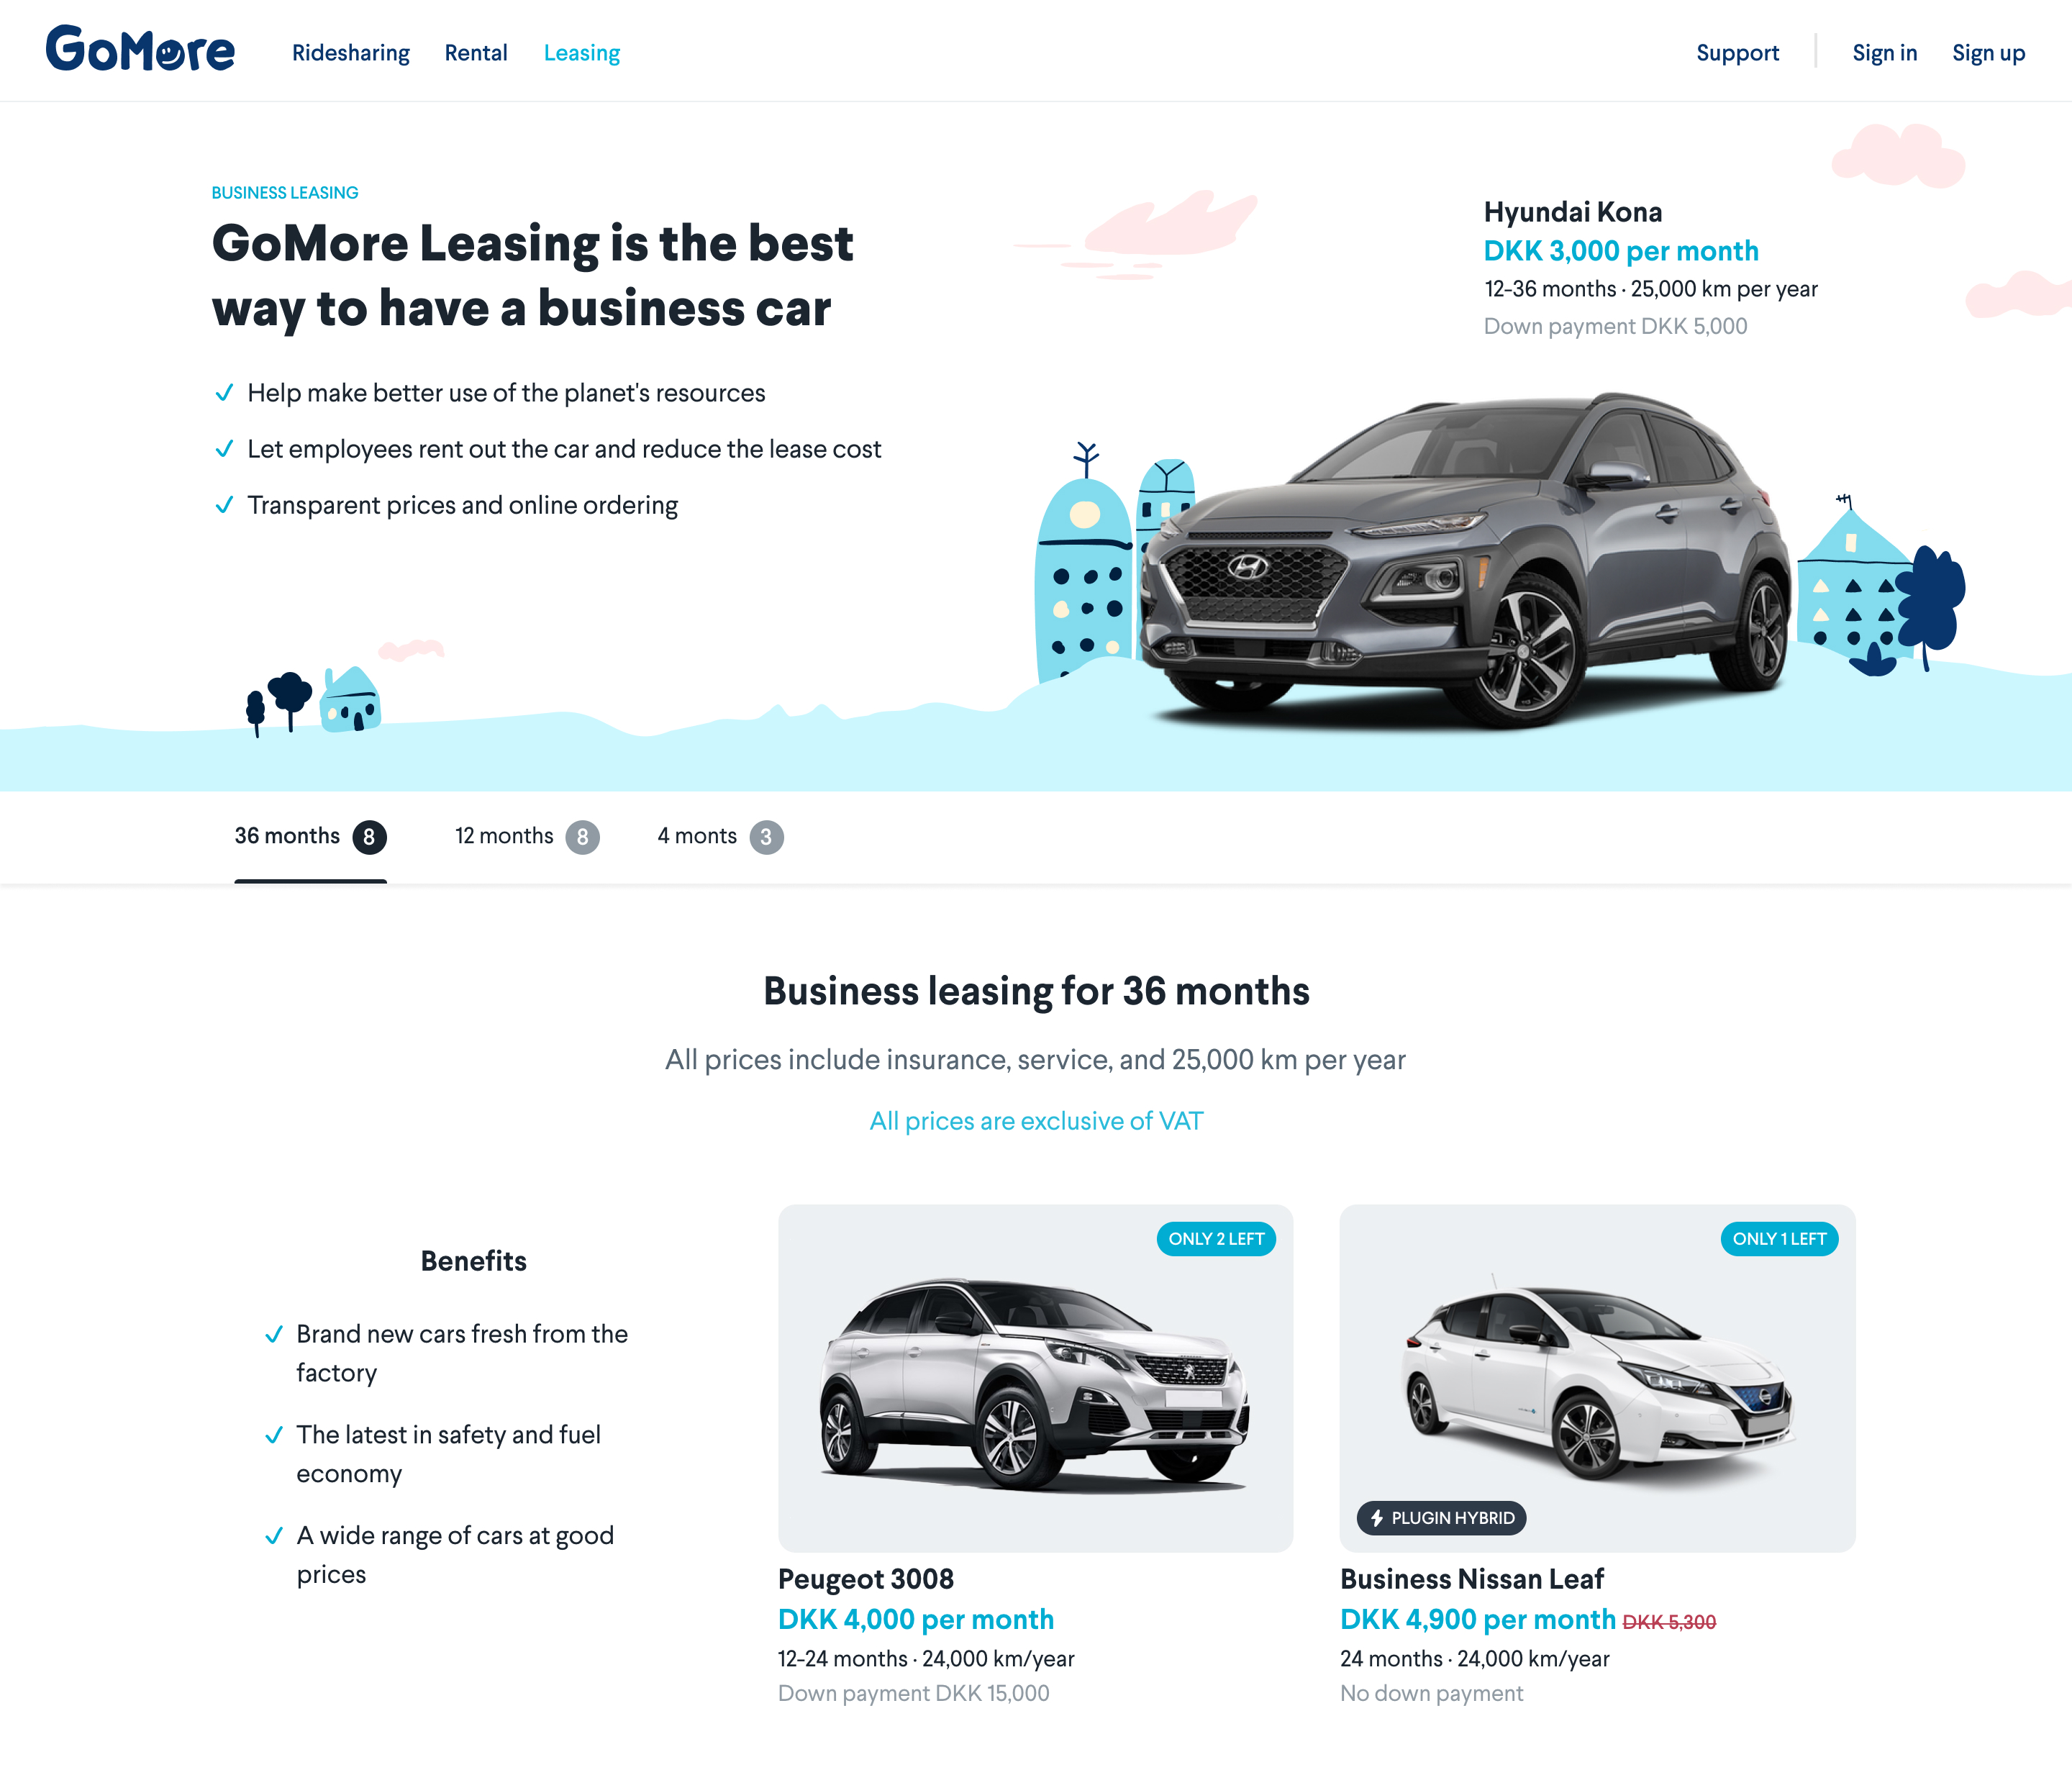 GoMore
Ridesharing
Rental
Leasing
Support
Sign in
Sign up
BUSINESS LEASING
GoMore Leasing is the best
way to have a business car
Help make better use of the planet's resources
Let employees rent out the car and reduce the lease cost
Transparent prices and online ordering
Hyundai Kona
DKK 3,000 per month
12-36 months · 25,000 km per year
Down payment DKK 5,000
36 months 8
12 months 8
4 monts 3
Business leasing for 36 months
All prices include insurance, service, and 25,000 km per year
All prices are exclusive of VAT
Benefits
Brand new cars fresh from the
factory
The latest in safety and fuel
economy
A wide range of cars at good
prices
ONLY 2 LEFT
Peugeot 3008
DKK 4,000 per month
12-24 months · 24,000 km/year
Down payment DKK 15,000
ONLY 1 LEFT
PLUGIN HYBRID
Business Nissan Leaf
DKK 4,900 per month DKK 5,300
24 months · 24,000 km/year
No down payment